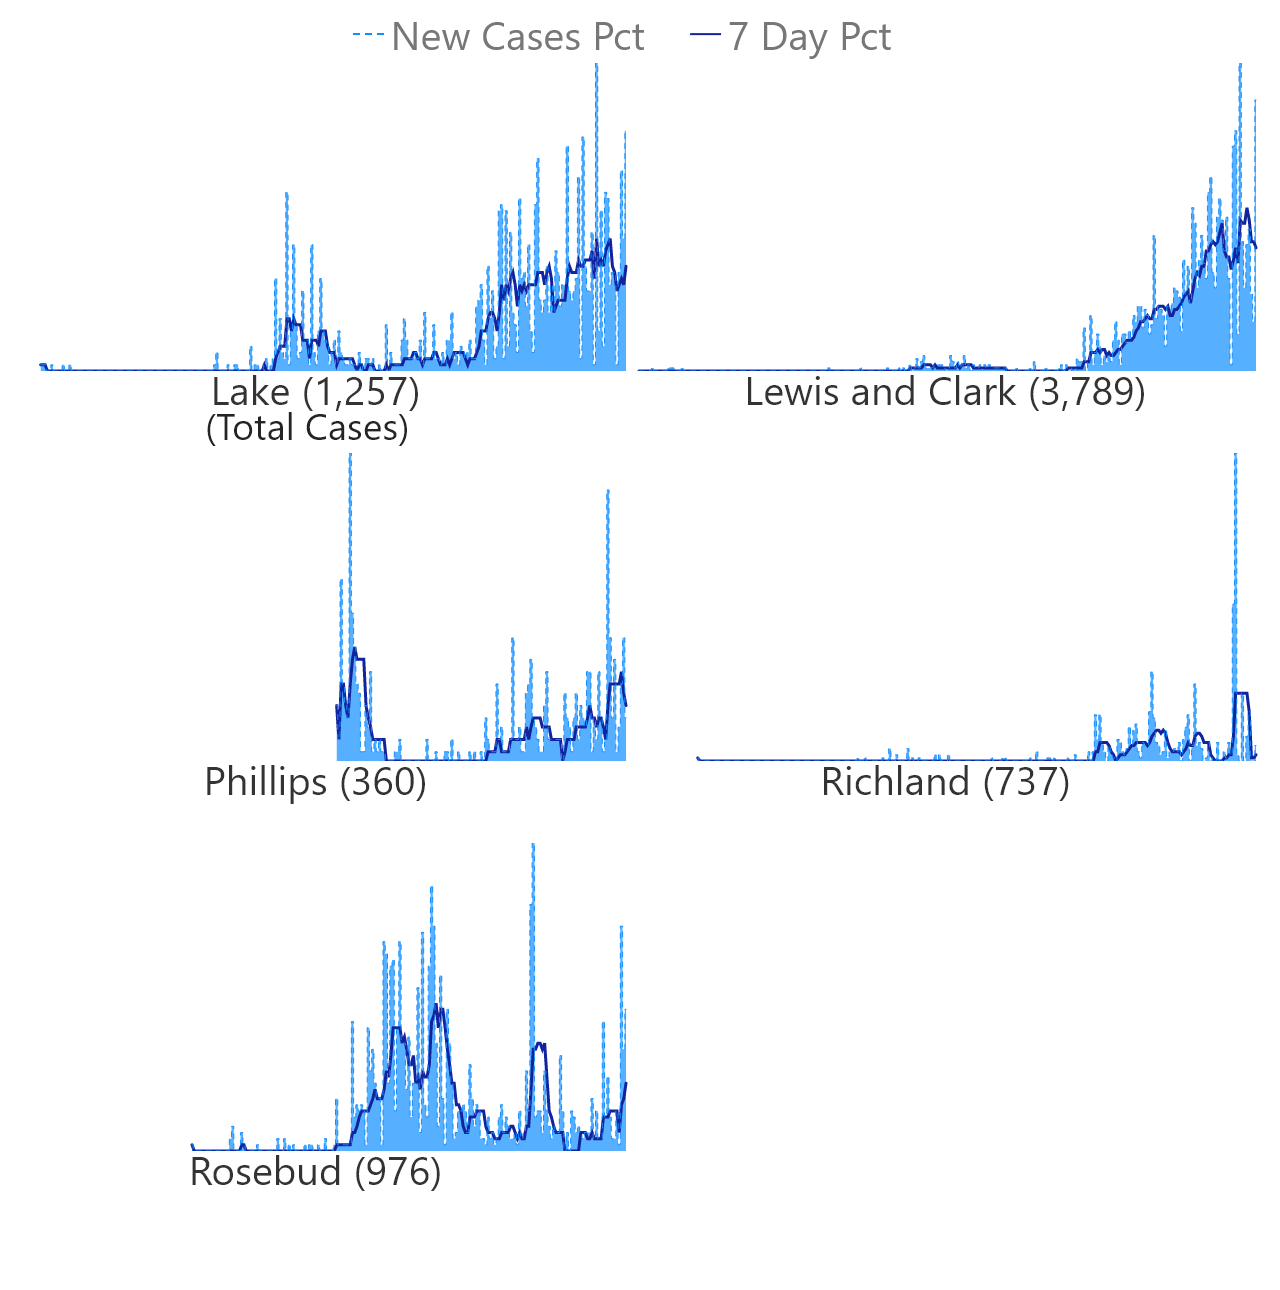 New Cases Pct 7 Day Pct
Lake (1,257) Lewis and Clark (3,789)
(Total Cases)
Phillips (360) Richland (737)
Rosebud (976)